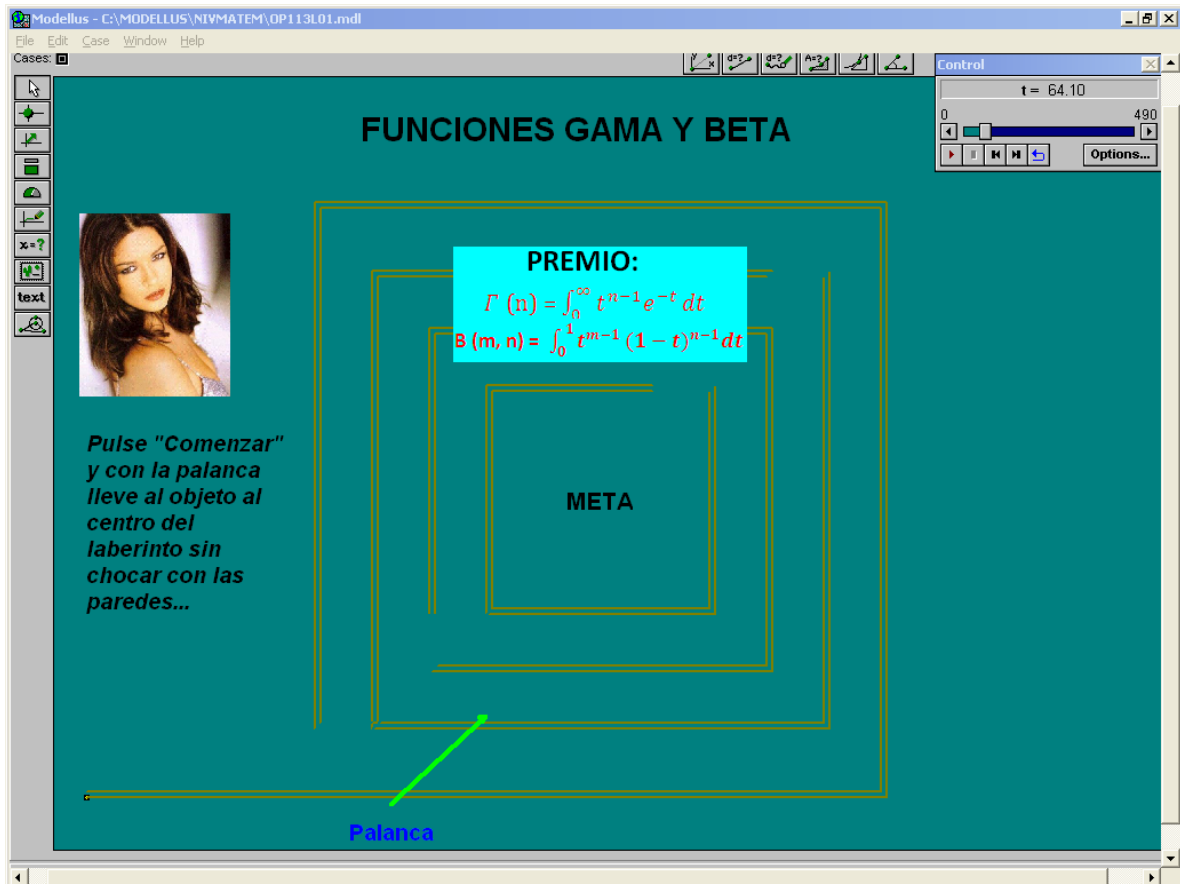 Modellus - C:\MODELLUS\NIVMATEM\OP113L01.mdl
File Edit Case Window Help
Cases:
Control
t = 64.10
0 490
Options...
x=?
text
FUNCIONES GAMA Y BETA
PREMIO:
Γ (n) = ∫₀^∞ t^{n−1} e^{−t} dt
B (m, n) = ∫₀^1 t^{m−1} (1 − t)^{n−1} dt
Pulse "Comenzar"
y con la palanca
lleve al objeto al
centro del
laberinto sin
chocar con las
paredes...
META
Palanca